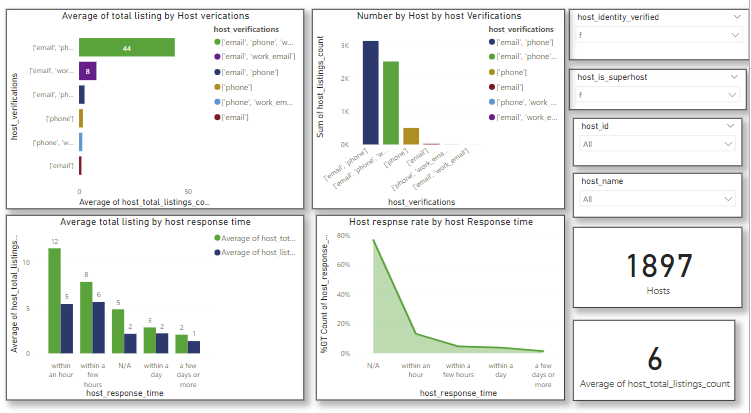 Average of total listing by Host verications
host_verifications
['email', 'ph...
['email', 'wor...
['email', 'ph...
['phone']
['phone', 'w...
['email']
44
8
0
50
Average of host_total_listings_co...
host_verifications
['email', 'phone', 'w...
['email', 'work_email']
['email', 'phone']
['phone']
['phone', 'work_em...
['email']
Number by Host by host Verifications
Sum of host_listings_count
3K
2K
1K
0K
['email', 'phone']
['email', 'phone', 'w...
['phone']
['email']
['phone', 'work_ema...
['email', 'work_email']
host_verifications
host_verifications
['email', 'phone']
['email', 'phone', 'w...
['phone']
['email']
['phone', 'work_...
['email', 'work_e...
host_identity_verified
f
host_is_superhost
f
host_id
All
host_name
All
Average total listing by host response time
Average of host_total_listings...
10
5
0
12
5
8
6
5
2
3
2
2
1
within
an hour
within a
few
hours
N/A
within a
day
a few
days or
more
host_response_time
Average of host_tot...
Average of host_list...
Host respnse rate by host Response time
%GT Count of host_response_...
80%
60%
40%
20%
0%
N/A
within an
hour
within a
few hours
within a
day
a few
days or
more
host_response_time
1897
Hosts
6
Average of host_total_listings_count